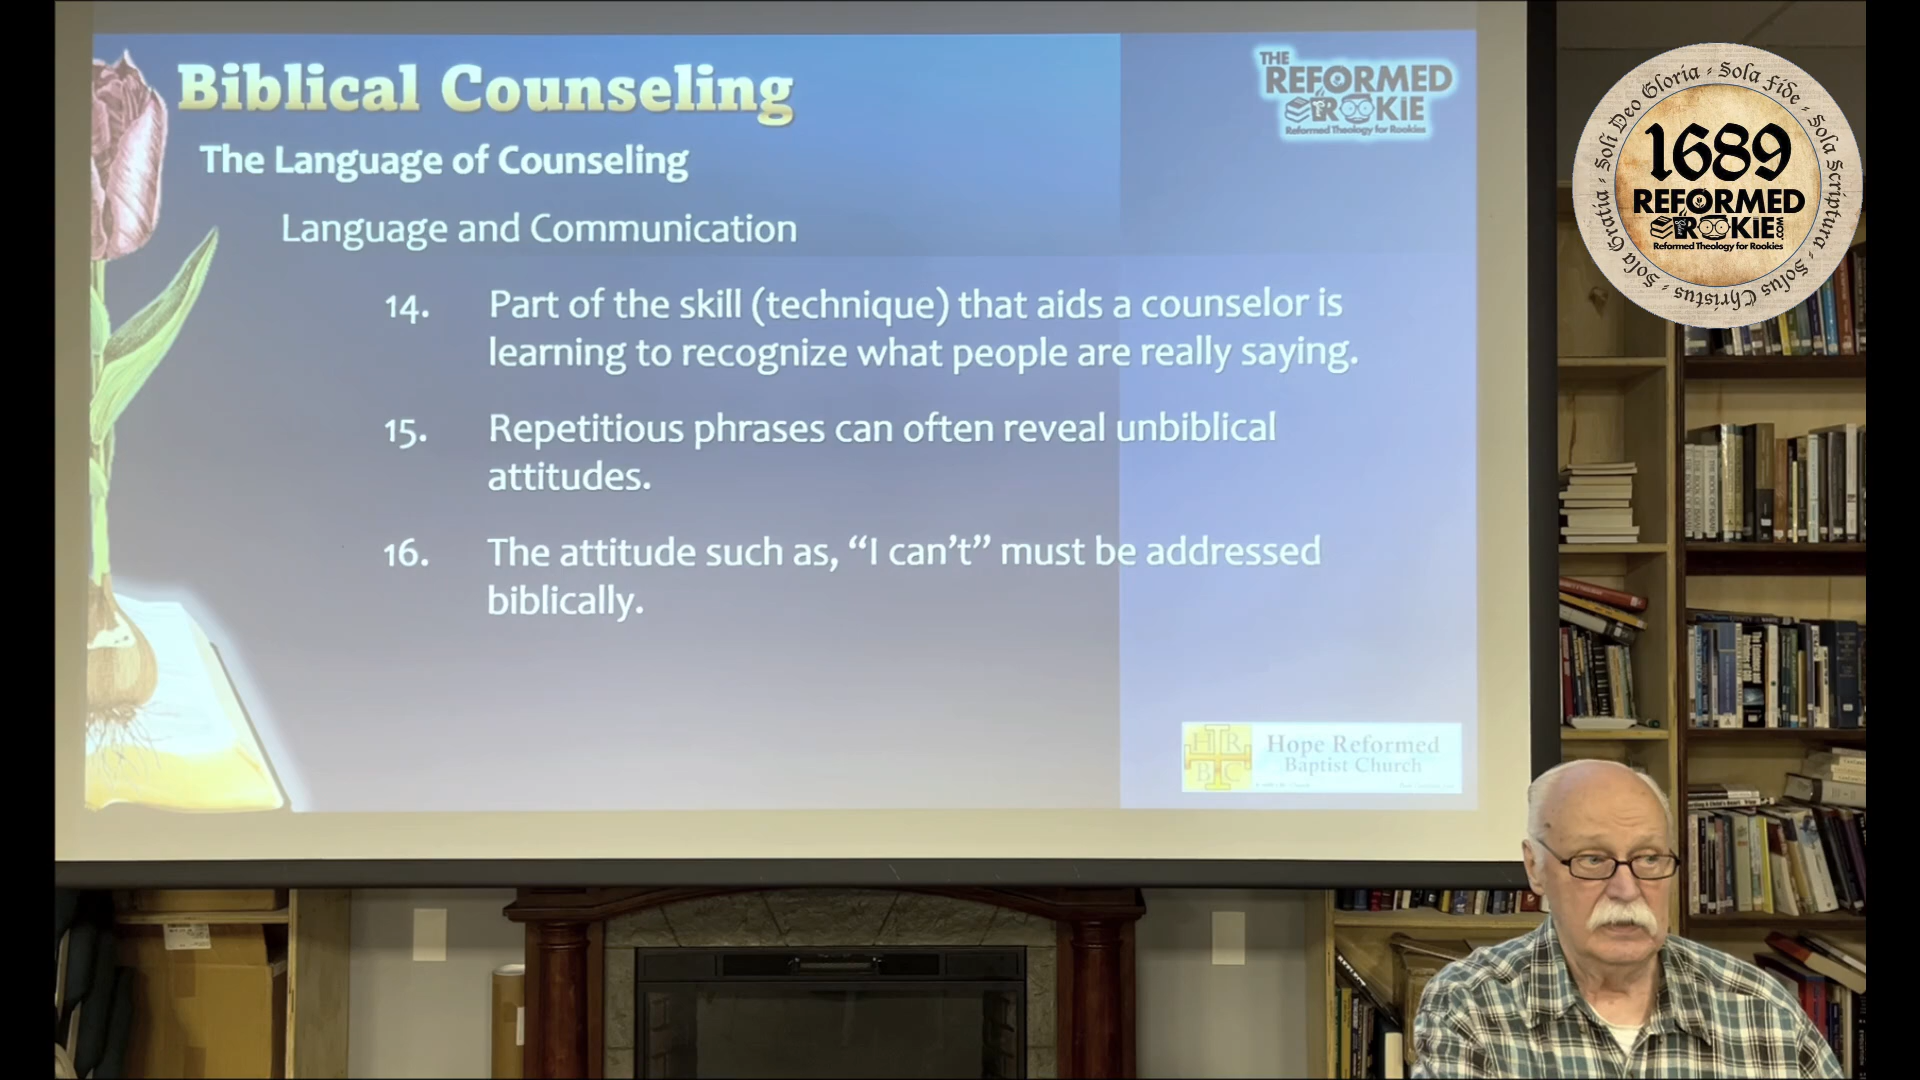 Biblical Counseling
The Language of Counseling
Language and Communication
14. Part of the skill (technique) that aids a counselor is
learning to recognize what people are really saying.
15. Repetitious phrases can often reveal unbiblical
attitudes.
16. The attitude such as, “I can’t” must be addressed
biblically.
THE
REFORMED
ROOKIE
Reformed Theology for Rookies
HR
BC
Hope Reformed
Baptist Church
Soli Deo Gloria - Sola Fide - Sola Scriptura - Solus Christus - Sola Gratia -
1689
REFORMED
ROOKIE.COM
Reformed Theology for Rookies